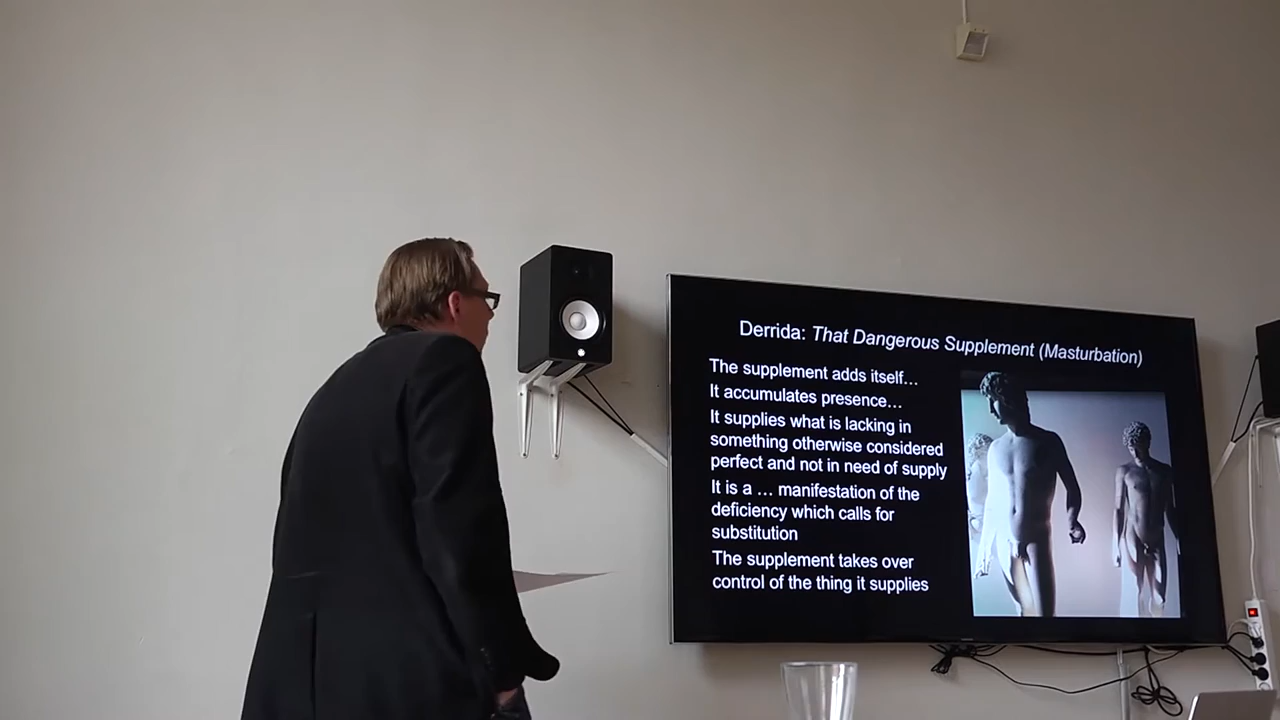 Derrida: That Dangerous Supplement (Masturbation)
The supplement adds itself…
It accumulates presence…
It supplies what is lacking in
something otherwise considered
perfect and not in need of supply
It is a … manifestation of the
deficiency which calls for
substitution
The supplement takes over
control of the thing it supplies